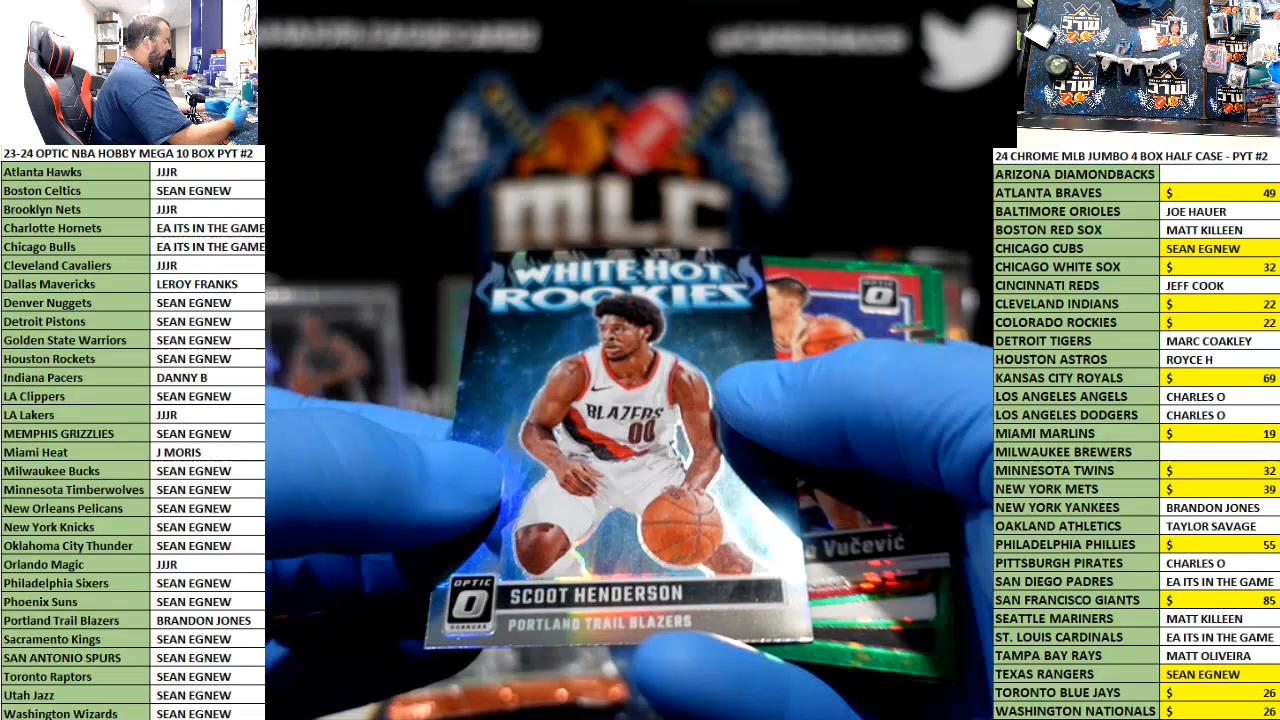 23-24 OPTIC NBA HOBBY MEGA 10 BOX PYT #2
Atlanta Hawks JJJR
Boston Celtics SEAN EGNEW
Brooklyn Nets JJJR
Charlotte Hornets EA ITS IN THE GAME
Chicago Bulls EA ITS IN THE GAME
Cleveland Cavaliers JJJR
Dallas Mavericks LEROY FRANKS
Denver Nuggets SEAN EGNEW
Detroit Pistons SEAN EGNEW
Golden State Warriors SEAN EGNEW
Houston Rockets SEAN EGNEW
Indiana Pacers DANNY B
LA Clippers SEAN EGNEW
LA Lakers JJJR
MEMPHIS GRIZZLIES SEAN EGNEW
Miami Heat J MORIS
Milwaukee Bucks SEAN EGNEW
Minnesota Timberwolves SEAN EGNEW
New Orleans Pelicans SEAN EGNEW
New York Knicks SEAN EGNEW
Oklahoma City Thunder SEAN EGNEW
Orlando Magic JJJR
Philadelphia Sixers SEAN EGNEW
Phoenix Suns SEAN EGNEW
Portland Trail Blazers BRANDON JONES
Sacramento Kings SEAN EGNEW
SAN ANTONIO SPURS SEAN EGNEW
Toronto Raptors SEAN EGNEW
Utah Jazz SEAN EGNEW
Washington Wizards SEAN EGNEW
MLC
WHITE HOT
ROOKIES
OPTIC
BLAZERS
00
OPTIC
DONRUSS
SCOOT HENDERSON
PORTLAND TRAIL BLAZERS
Vučević
24 CHROME MLB JUMBO 4 BOX HALF CASE - PYT #2
ARIZONA DIAMONDBACKS
ATLANTA BRAVES $ 49
BALTIMORE ORIOLES JOE HAUER
BOSTON RED SOX MATT KILLEEN
CHICAGO CUBS SEAN EGNEW
CHICAGO WHITE SOX $ 32
CINCINNATI REDS JEFF COOK
CLEVELAND INDIANS $ 22
COLORADO ROCKIES $ 22
DETROIT TIGERS MARC COAKLEY
HOUSTON ASTROS ROYCE H
KANSAS CITY ROYALS $ 69
LOS ANGELES ANGELS CHARLES O
LOS ANGELES DODGERS CHARLES O
MIAMI MARLINS $ 19
MILWAUKEE BREWERS
MINNESOTA TWINS $ 32
NEW YORK METS $ 39
NEW YORK YANKEES BRANDON JONES
OAKLAND ATHLETICS TAYLOR SAVAGE
PHILADELPHIA PHILLIES $ 55
PITTSBURGH PIRATES CHARLES O
SAN DIEGO PADRES EA ITS IN THE GAME
SAN FRANCISCO GIANTS $ 85
SEATTLE MARINERS MATT KILLEEN
ST. LOUIS CARDINALS EA ITS IN THE GAME
TAMPA BAY RAYS MATT OLIVEIRA
TEXAS RANGERS SEAN EGNEW
TORONTO BLUE JAYS $ 26
WASHINGTON NATIONALS $ 26